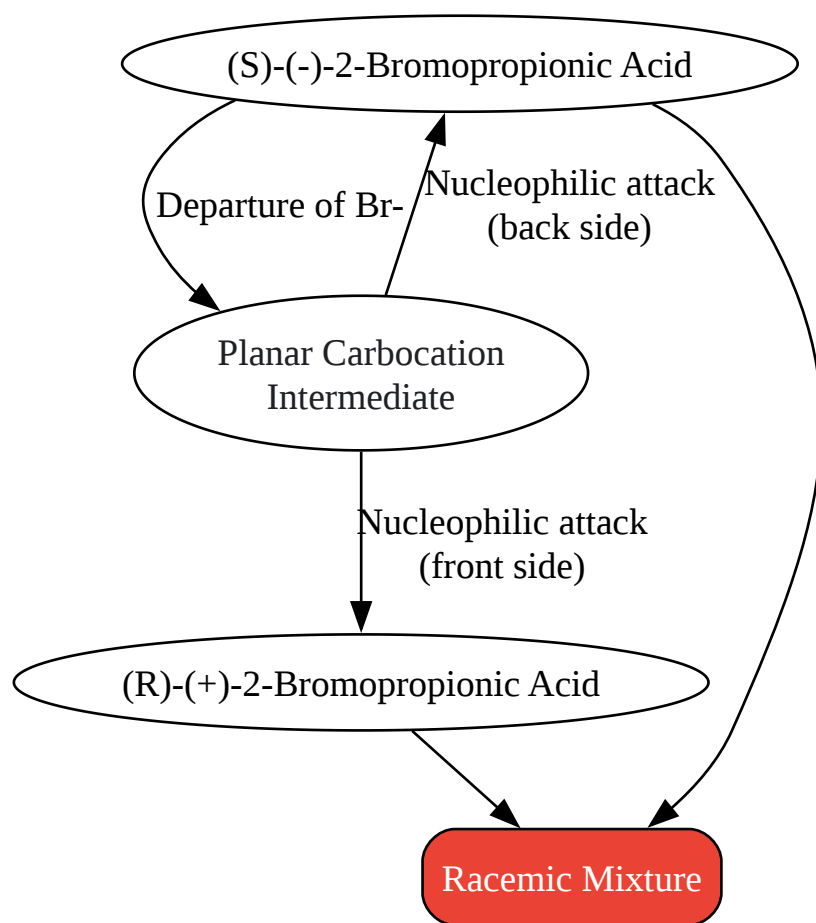 (S)-(-)-2-Bromopropionic Acid
Departure of Br-
Nucleophilic attack
(back side)
Planar Carbocation
Intermediate
Nucleophilic attack
(front side)
(R)-(+)-2-Bromopropionic Acid
Racemic Mixture